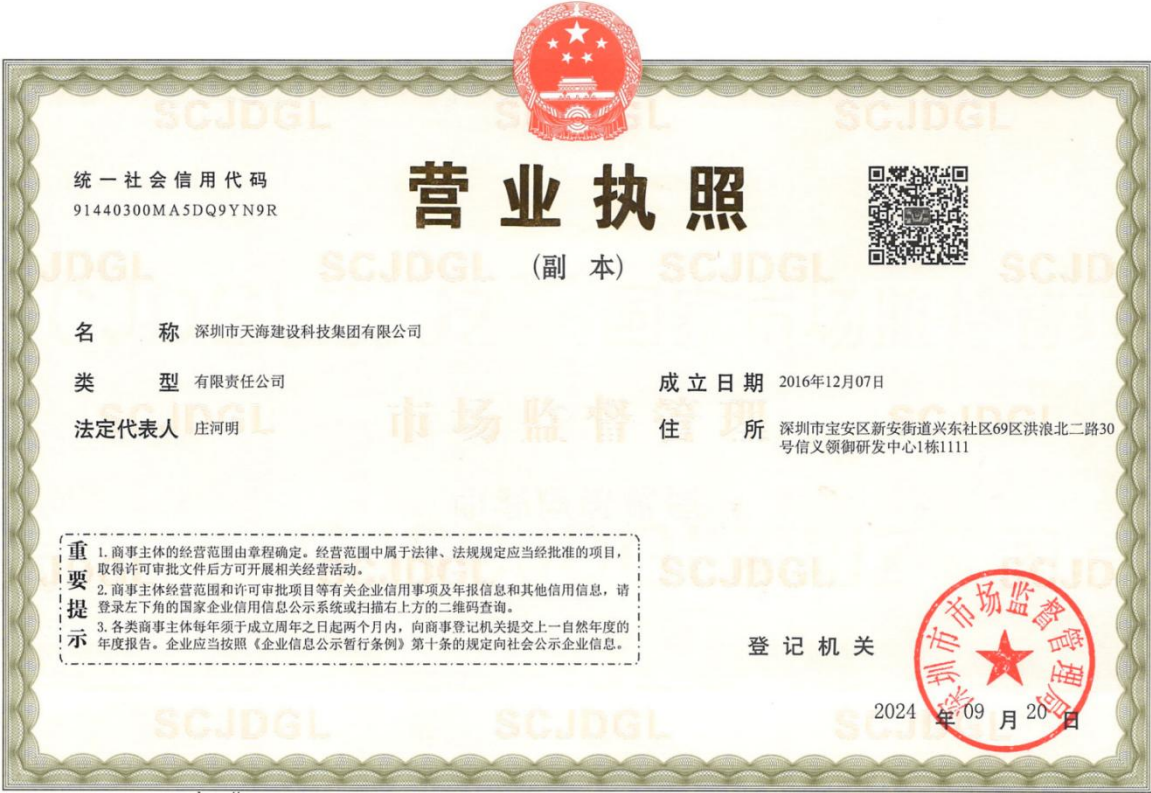 统一社会信用代码
91440300MA5DQ9YN9R
营业执照
(副 本)
名 称 深圳市天海建设科技集团有限公司
类 型 有限责任公司
成立日期 2016年12月07日
法定代表人 庄河明
住 所 深圳市宝安区新安街道兴东社区69区洪浪北二路30
号信义领御研发中心1栋1111
重要提示
1. 商事主体的经营范围由章程确定。经营范围中属于法律、法规规定应当经批准的项目，
取得许可审批文件后方可开展相关经营活动。
2. 商事主体经营范围和许可审批项目等有关企业信用事项及年报信息和其他信用信息，请
登录左下角的国家企业信用信息公示系统或扫描右上方的二维码查询。
3. 各类商事主体每年须于成立周年之日起两个月内，向商事登记机关提交上一自然年度的
年度报告。企业应当按照《企业信息公示暂行条例》第十条的规定向社会公示企业信息。
登记机关
深圳市市场监督管理局
2024 年 09 月 20 日
SCJDGL
市场监督管理